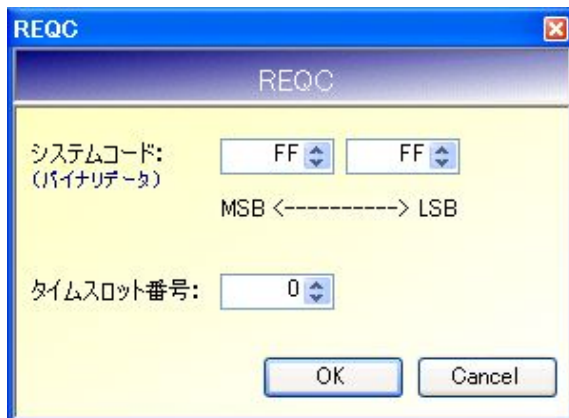 REQC
REQC
システムコード: FF FF
(バイナリデータ)
MSB <----------> LSB
タイムスロット番号: 0
OK Cancel